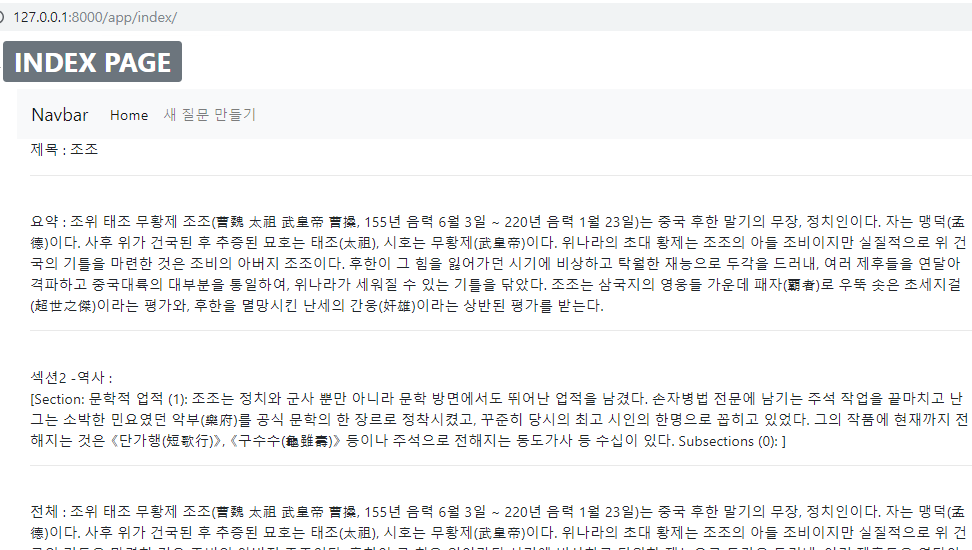 127.0.0.1:8000/app/index/
INDEX PAGE
Navbar Home 새 질문 만들기
제목 : 조조
요약 : 조위 태조 무황제 조조(曹魏 太祖 武皇帝 曹操, 155년 음력 6월 3일 ~ 220년 음력 1월 23일)는 중국 후한 말기의 무장, 정치인이다. 자는 맹덕(孟
德)이다. 사후 위가 건국된 후 추증된 묘호는 태조(太祖), 시호는 무황제(武皇帝)이다. 위나라의 초대 황제는 조조의 아들 조비이지만 실질적으로 위 건
국의 기틀을 마련한 것은 조비의 아버지 조조이다. 후한이 그 힘을 잃어가던 시기에 비상하고 탁월한 재능으로 두각을 드러내, 여러 제후들을 연달아
격파하고 중국대륙의 대부분을 통일하여, 위나라가 세워질 수 있는 기틀을 닦았다. 조조는 삼국지의 영웅들 가운데 패자(覇者)로 우뚝 솟은 초세지걸
(超世之傑)이라는 평가와, 후한을 멸망시킨 난세의 간웅(奸雄)이라는 상반된 평가를 받는다.
섹션2 -역사 :
[Section: 문학적 업적 (1): 조조는 정치와 군사 뿐만 아니라 문학 방면에서도 뛰어난 업적을 남겼다. 손자병법 전문에 남기는 주석 작업을 끝마치고 난
그는 소박한 민요였던 악부(樂府)를 공식 문학의 한 장르로 정착시켰고, 꾸준히 당시의 최고 시인의 한명으로 꼽히고 있었다. 그의 작품에 현재까지 전
해지는 것은 《단가행(短歌行)》, 《구수수(龜雖壽)》 등이나 주석으로 전해지는 동도가사 등 수십이 있다. Subsections (0): ]
전체 : 조위 태조 무황제 조조(曹魏 太祖 武皇帝 曹操, 155년 음력 6월 3일 ~ 220년 음력 1월 23일)는 중국 후한 말기의 무장, 정치인이다. 자는 맹덕(孟
德)이다. 사후 위가 건국된 후 추증된 묘호는 태조(太祖), 시호는 무황제(武皇帝)이다. 위나라의 초대 황제는 조조의 아들 조비이지만 실질적으로 위 건